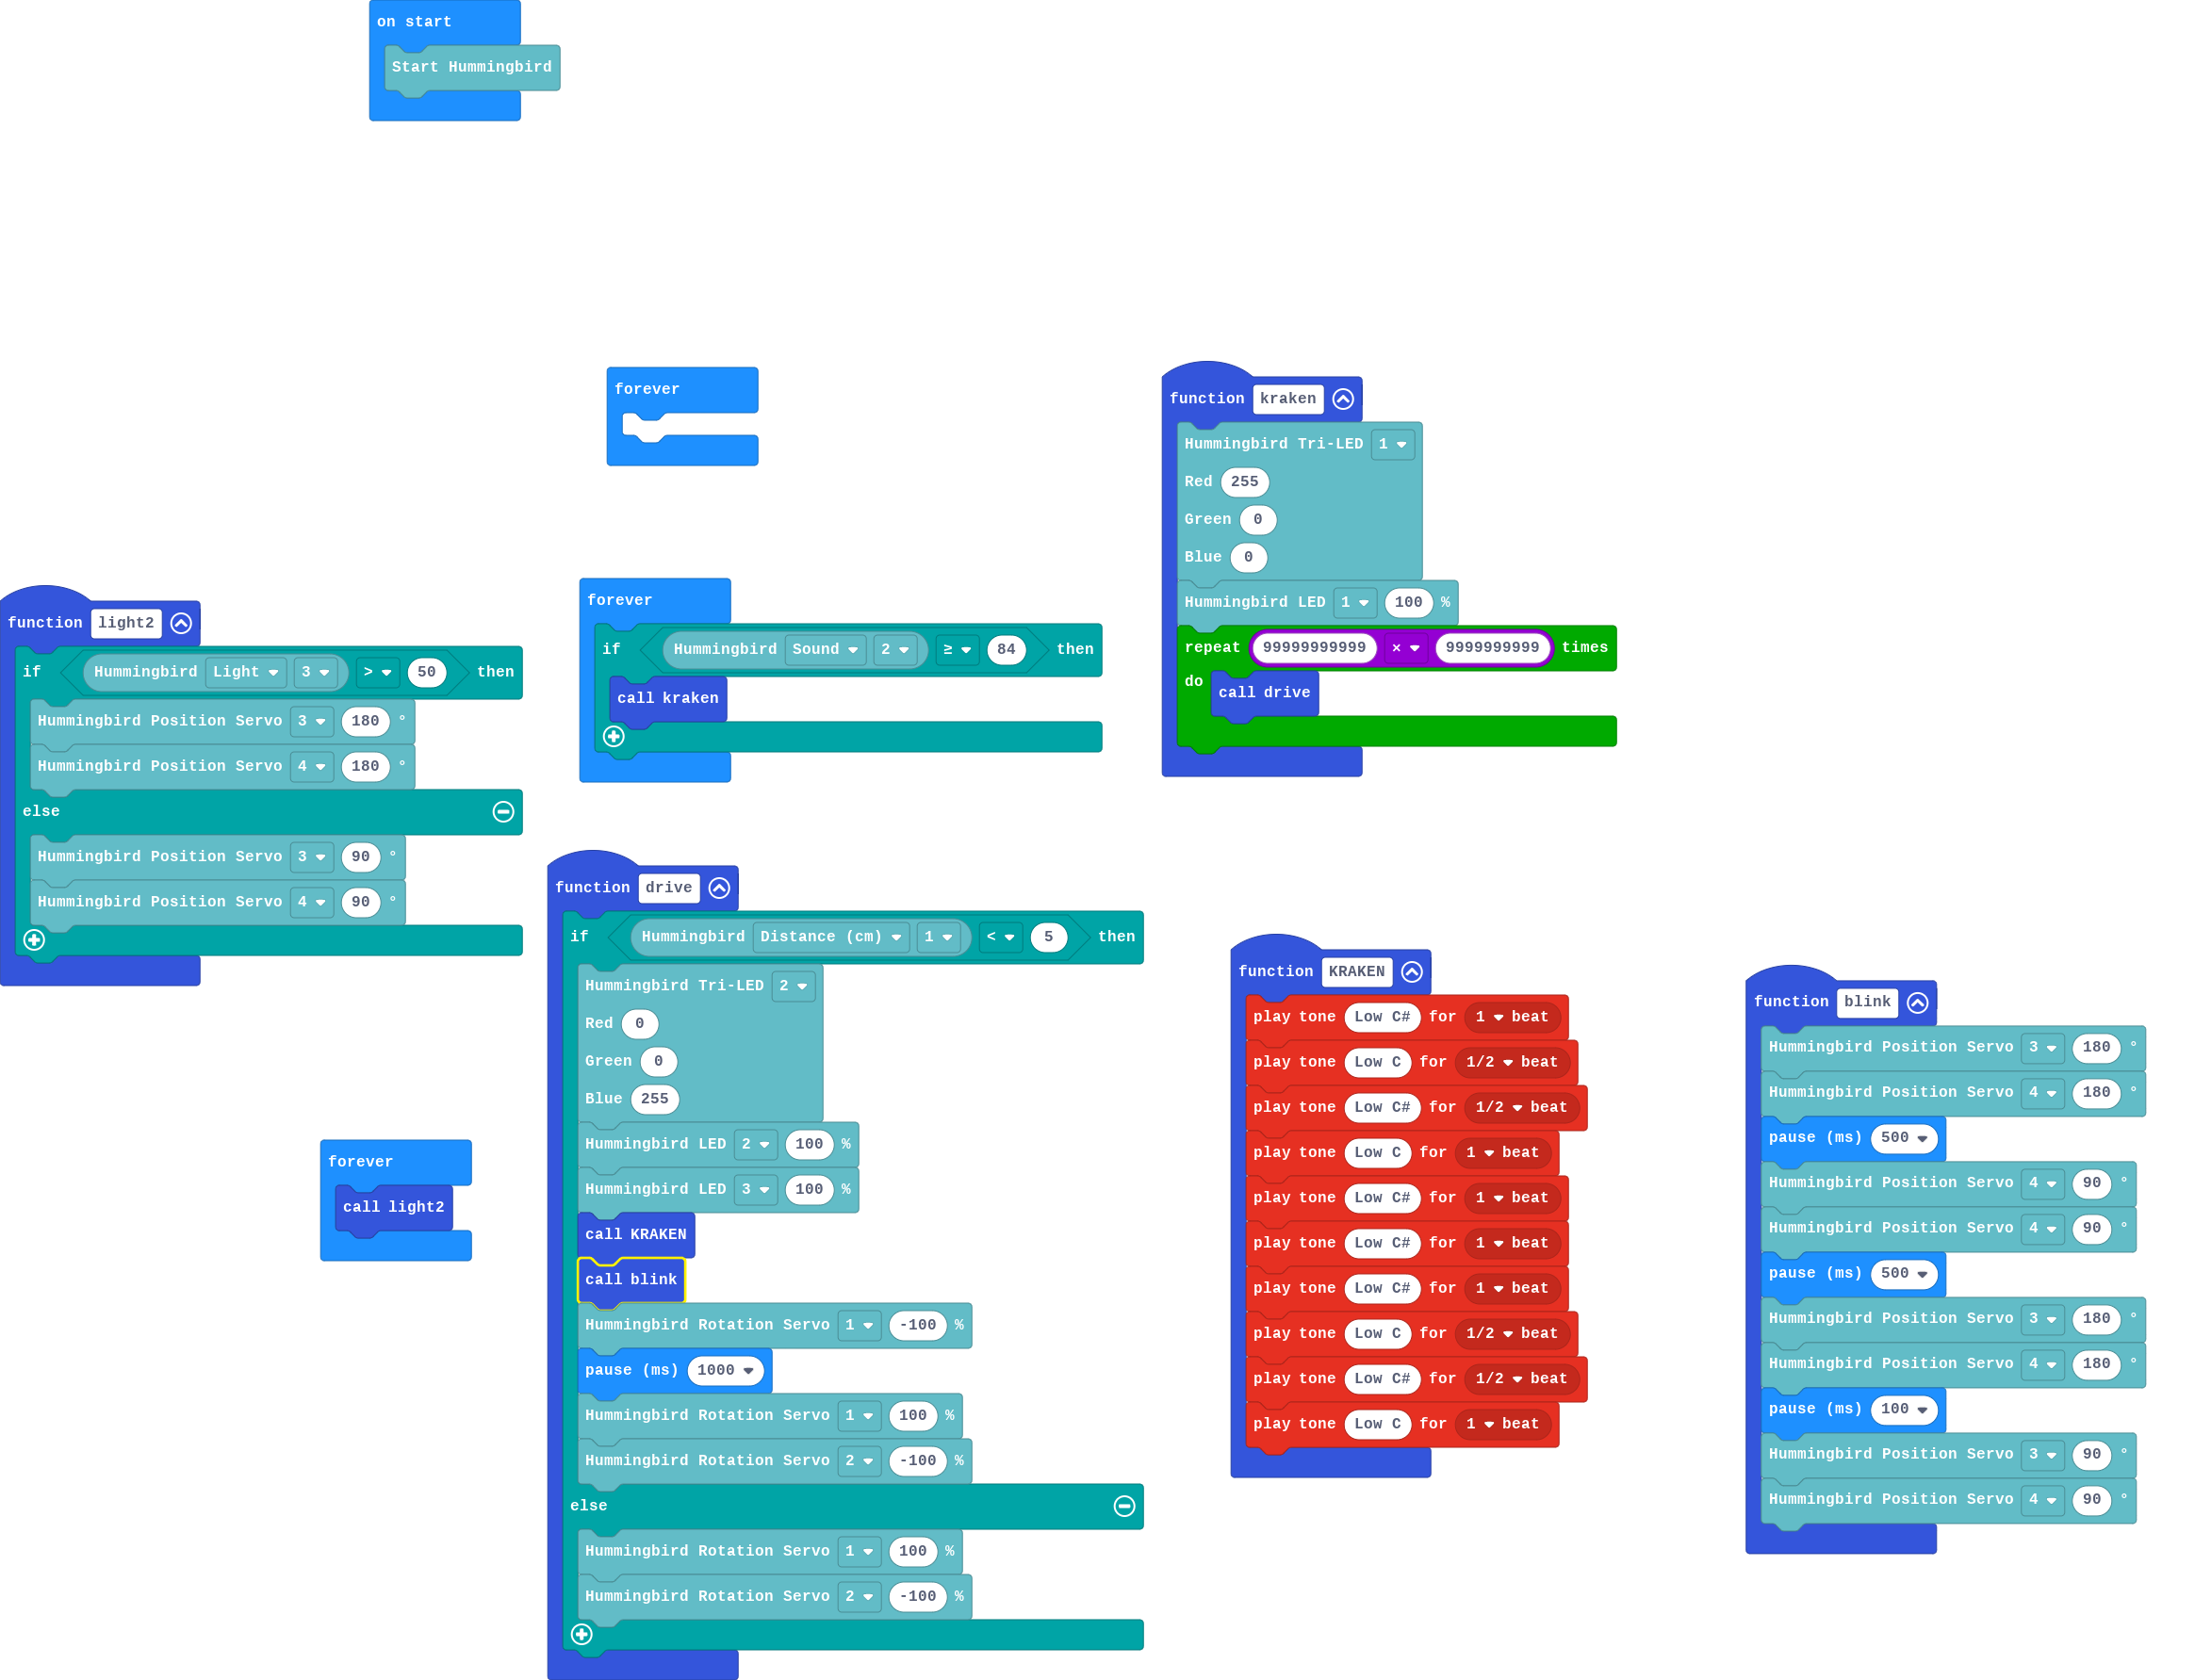 on start
Start Hummingbird
forever
function kraken
Hummingbird Tri-LED 1
Red 255
Green 0
Blue 0
Hummingbird LED 1 100 %
repeat 99999999999 × 9999999999 times
do call drive
function light2
if Hummingbird Light 3 > 50 then
Hummingbird Position Servo 3 180 °
Hummingbird Position Servo 4 180 °
else
Hummingbird Position Servo 3 90 °
Hummingbird Position Servo 4 90 °
forever
if Hummingbird Sound 2 ≥ 84 then
call kraken
function drive
if Hummingbird Distance (cm) 1 < 5 then
Hummingbird Tri-LED 2
Red 0
Green 0
Blue 255
Hummingbird LED 2 100 %
Hummingbird LED 3 100 %
call KRAKEN
call blink
Hummingbird Rotation Servo 1 -100 %
pause (ms) 1000
Hummingbird Rotation Servo 1 100 %
Hummingbird Rotation Servo 2 -100 %
else
Hummingbird Rotation Servo 1 100 %
Hummingbird Rotation Servo 2 -100 %
function KRAKEN
play tone Low C# for 1 beat
play tone Low C for 1/2 beat
play tone Low C# for 1/2 beat
play tone Low C for 1 beat
play tone Low C# for 1 beat
play tone Low C# for 1 beat
play tone Low C# for 1 beat
play tone Low C for 1/2 beat
play tone Low C# for 1/2 beat
play tone Low C for 1 beat
function blink
Hummingbird Position Servo 3 180 °
Hummingbird Position Servo 4 180 °
pause (ms) 500
Hummingbird Position Servo 4 90 °
Hummingbird Position Servo 4 90 °
pause (ms) 500
Hummingbird Position Servo 3 180 °
Hummingbird Position Servo 4 180 °
pause (ms) 100
Hummingbird Position Servo 3 90 °
Hummingbird Position Servo 4 90 °
forever
call light2